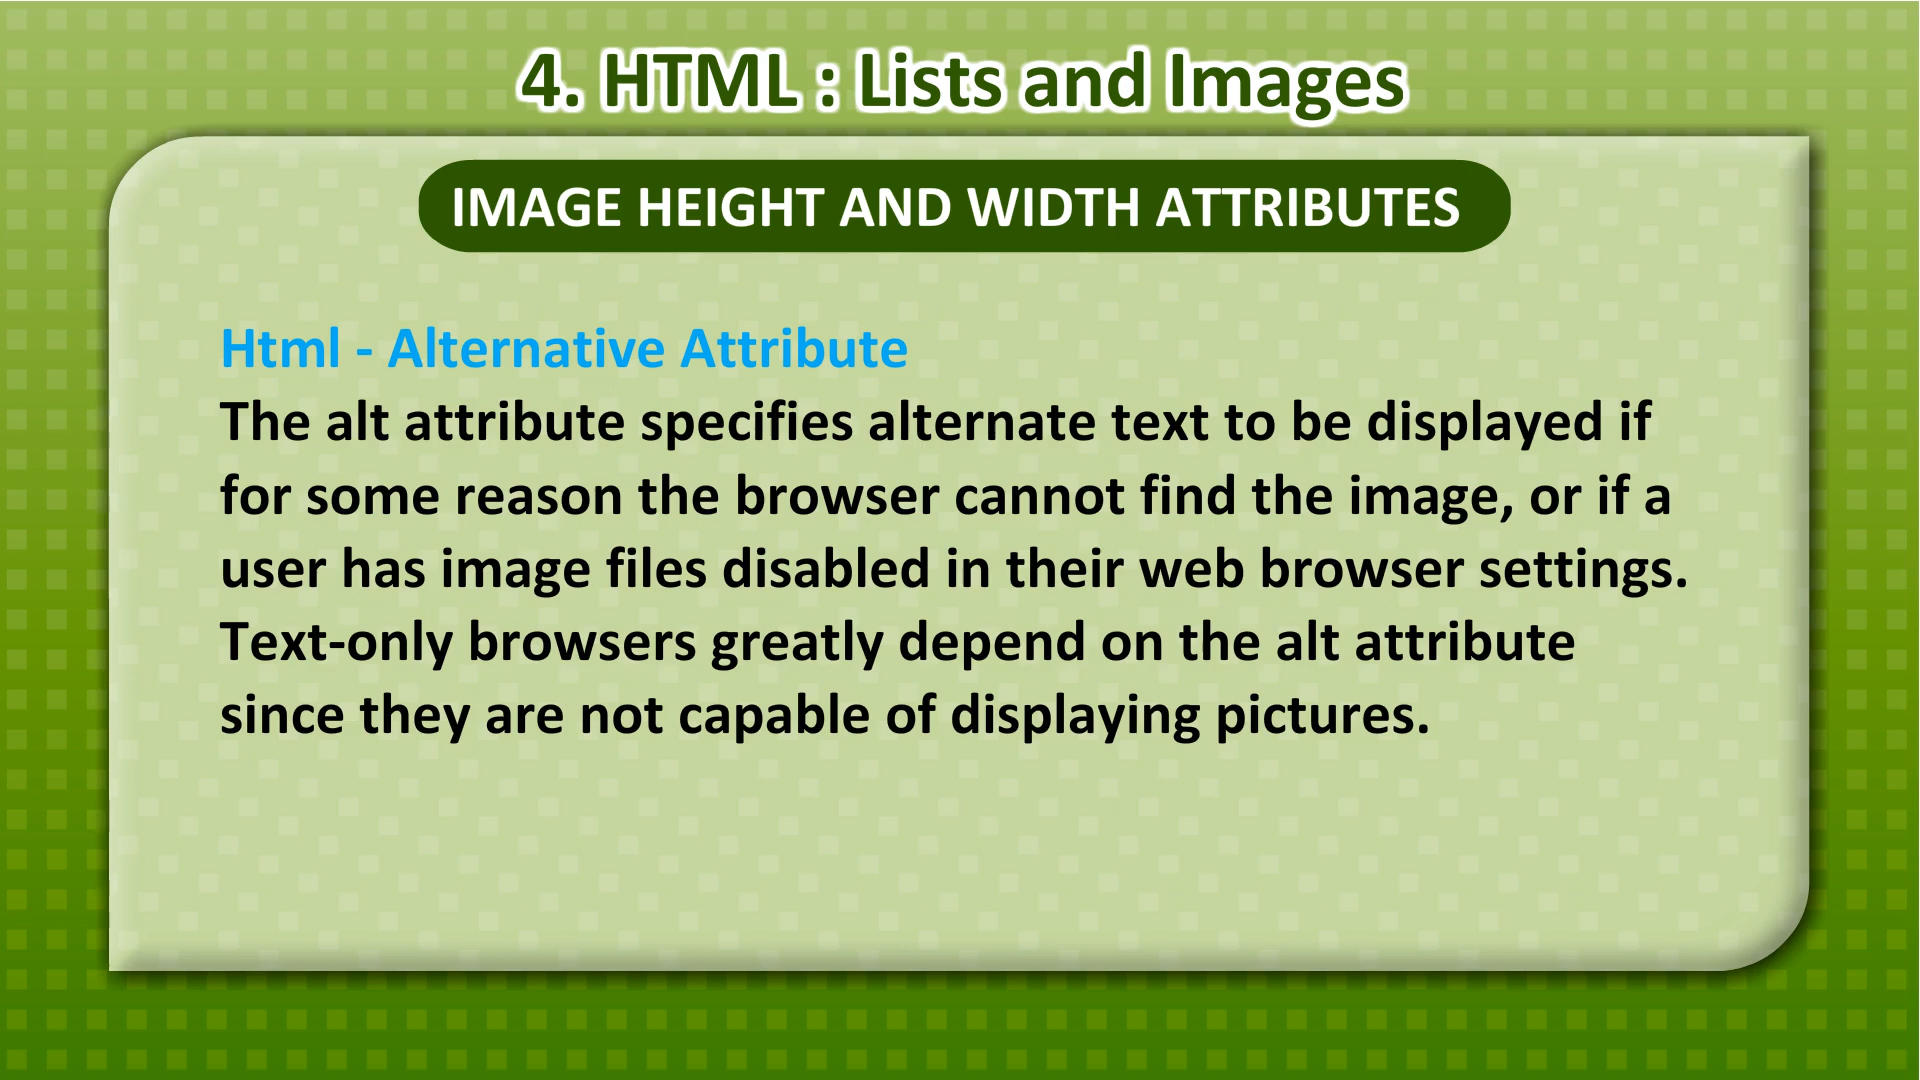 4. HTML : Lists and Images
IMAGE HEIGHT AND WIDTH ATTRIBUTES
Html - Alternative Attribute
The alt attribute specifies alternate text to be displayed if
for some reason the browser cannot find the image, or if a
user has image files disabled in their web browser settings.
Text-only browsers greatly depend on the alt attribute
since they are not capable of displaying pictures.